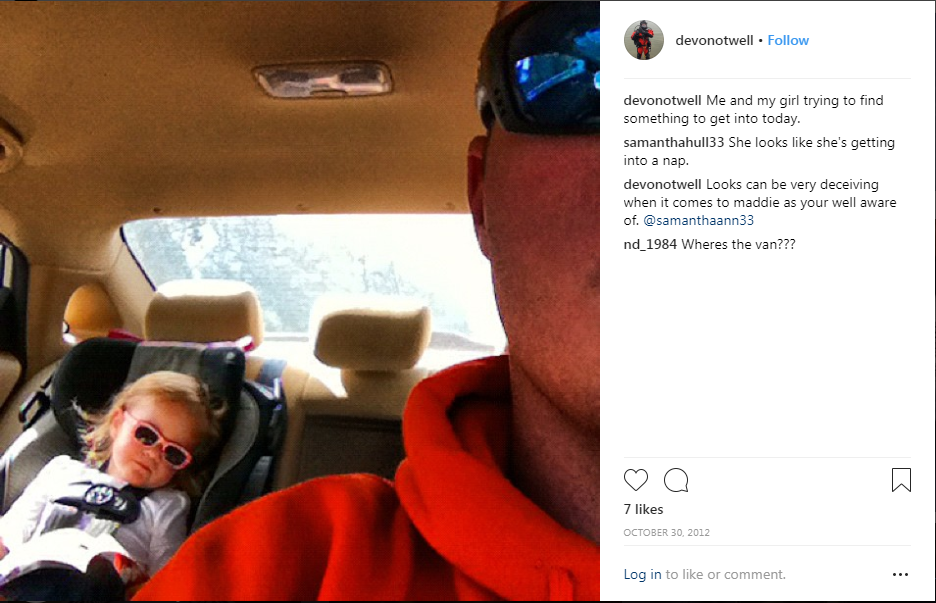 devonotwell • Follow
devonotwell Me and my girl trying to find
something to get into today.
samanthahull33 She looks like she's getting
into a nap.
devonotwell Looks can be very deceiving
when it comes to maddie as your well aware
of. @samanthaann33
nd_1984 Wheres the van???
7 likes
OCTOBER 30, 2012
Log in to like or comment.